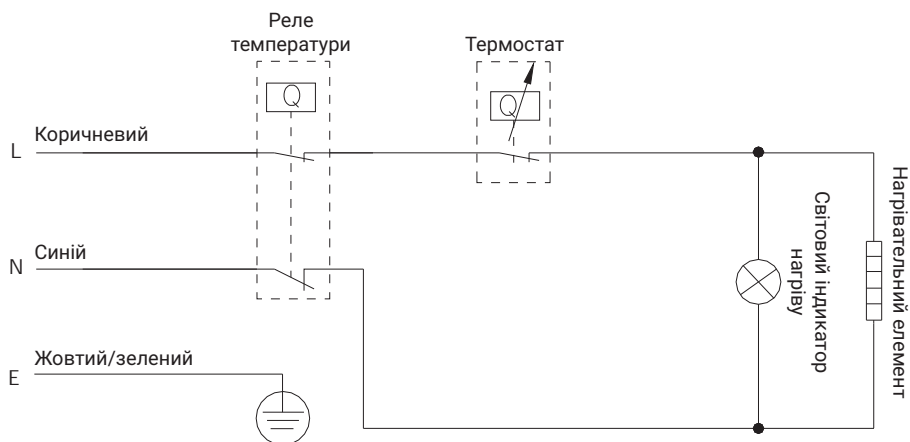 Реле
температури
Термостат
Q
Q
L
Коричневий
N
Синій
E
Жовтий/зелений
Світовий індикатор
нагріву
Нагрівательний елемент